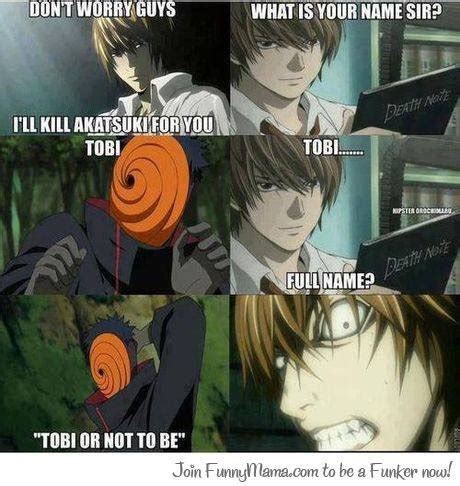 DON'T WORRY GUYS
I'LL KILL AKATSUKI FOR YOU
WHAT IS YOUR NAME SIR?
DEATH NOTE
TOBI
TOBI.......
HIPSTER OROCHIMARU
DEATH NOTE
FULL NAME?
"TOBI OR NOT TO BE"
Join FunnyMama.com to be a Funker now!